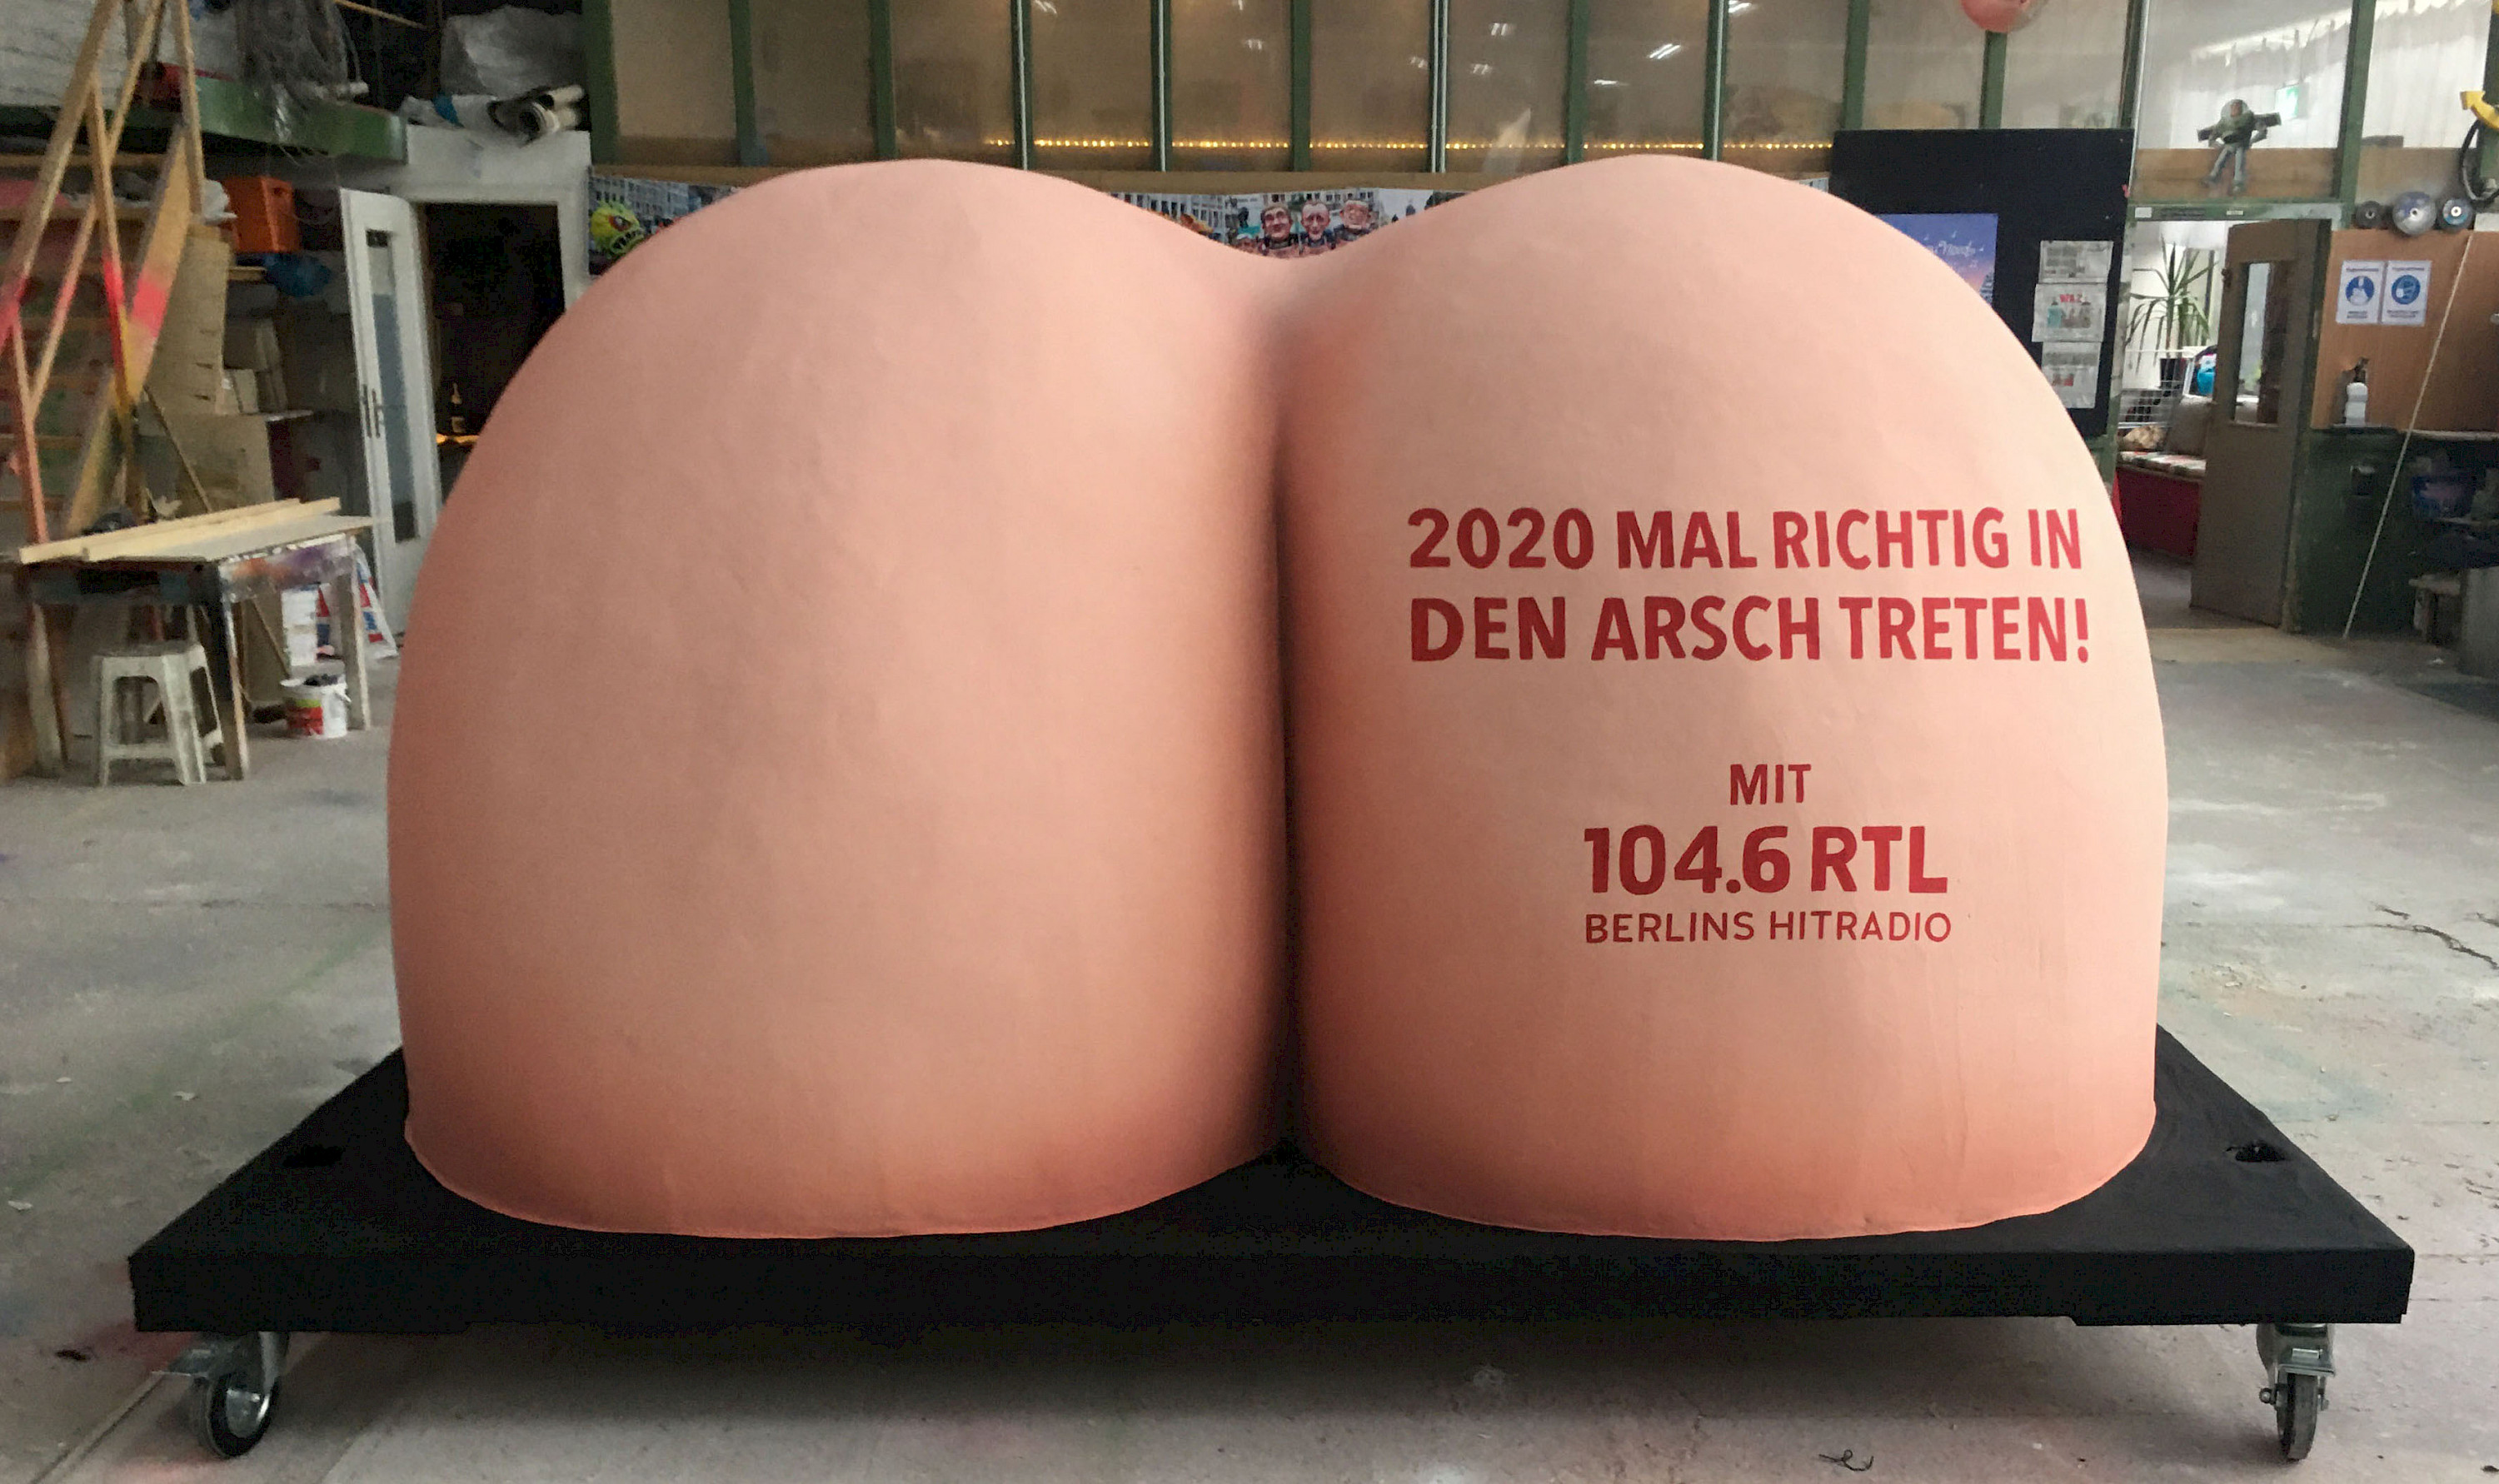 2020 MAL RICHTIG IN
DEN ARSCH TRETEN!
MIT
104.6 RTL
BERLINS HITRADIO